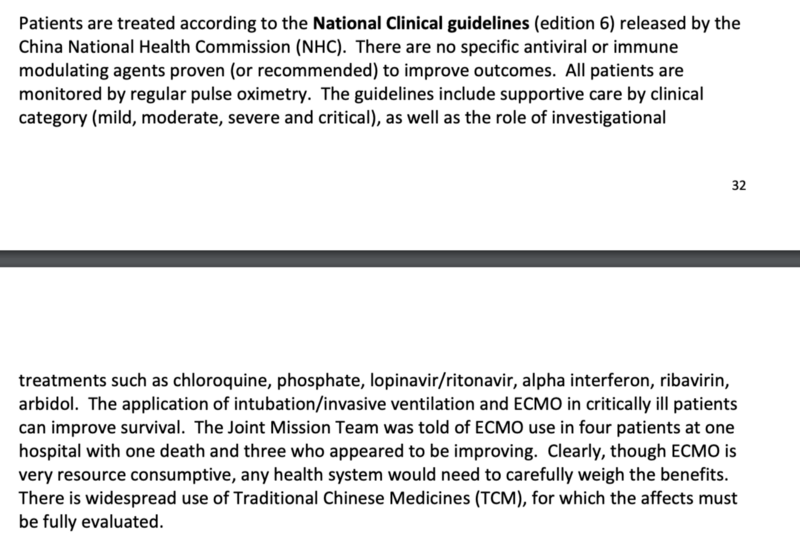 Patients are treated according to the National Clinical guidelines (edition 6) released by the
China National Health Commission (NHC).  There are no specific antiviral or immune
modulating agents proven (or recommended) to improve outcomes.  All patients are
monitored by regular pulse oximetry.  The guidelines include supportive care by clinical
category (mild, moderate, severe and critical), as well as the role of investigational
32
treatments such as chloroquine, phosphate, lopinavir/ritonavir, alpha interferon, ribavirin,
arbidol.  The application of intubation/invasive ventilation and ECMO in critically ill patients
can improve survival.  The Joint Mission Team was told of ECMO use in four patients at one
hospital with one death and three who appeared to be improving.  Clearly, though ECMO is
very resource consumptive, any health system would need to carefully weigh the benefits.
There is widespread use of Traditional Chinese Medicines (TCM), for which the affects must
be fully evaluated.